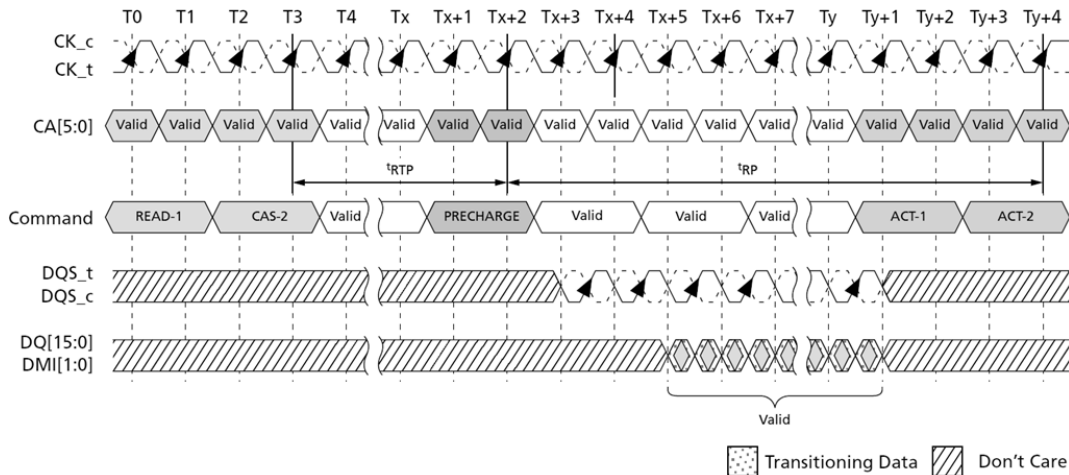 T0 T1 T2 T3 T4 Tx Tx+1 Tx+2 Tx+3 Tx+4 Tx+5 Tx+6 Tx+7 Ty Ty+1 Ty+2 Ty+3 Ty+4
CK_c
CK_t
CA[5:0] Valid Valid Valid Valid Valid Valid Valid Valid Valid Valid Valid Valid Valid Valid Valid Valid Valid Valid
tRTP tRP
Command READ-1 CAS-2 Valid PRECHARGE Valid Valid Valid ACT-1 ACT-2
DQS_t
DQS_c
DQ[15:0]
DMI[1:0]
Valid
Transitioning Data Don't Care